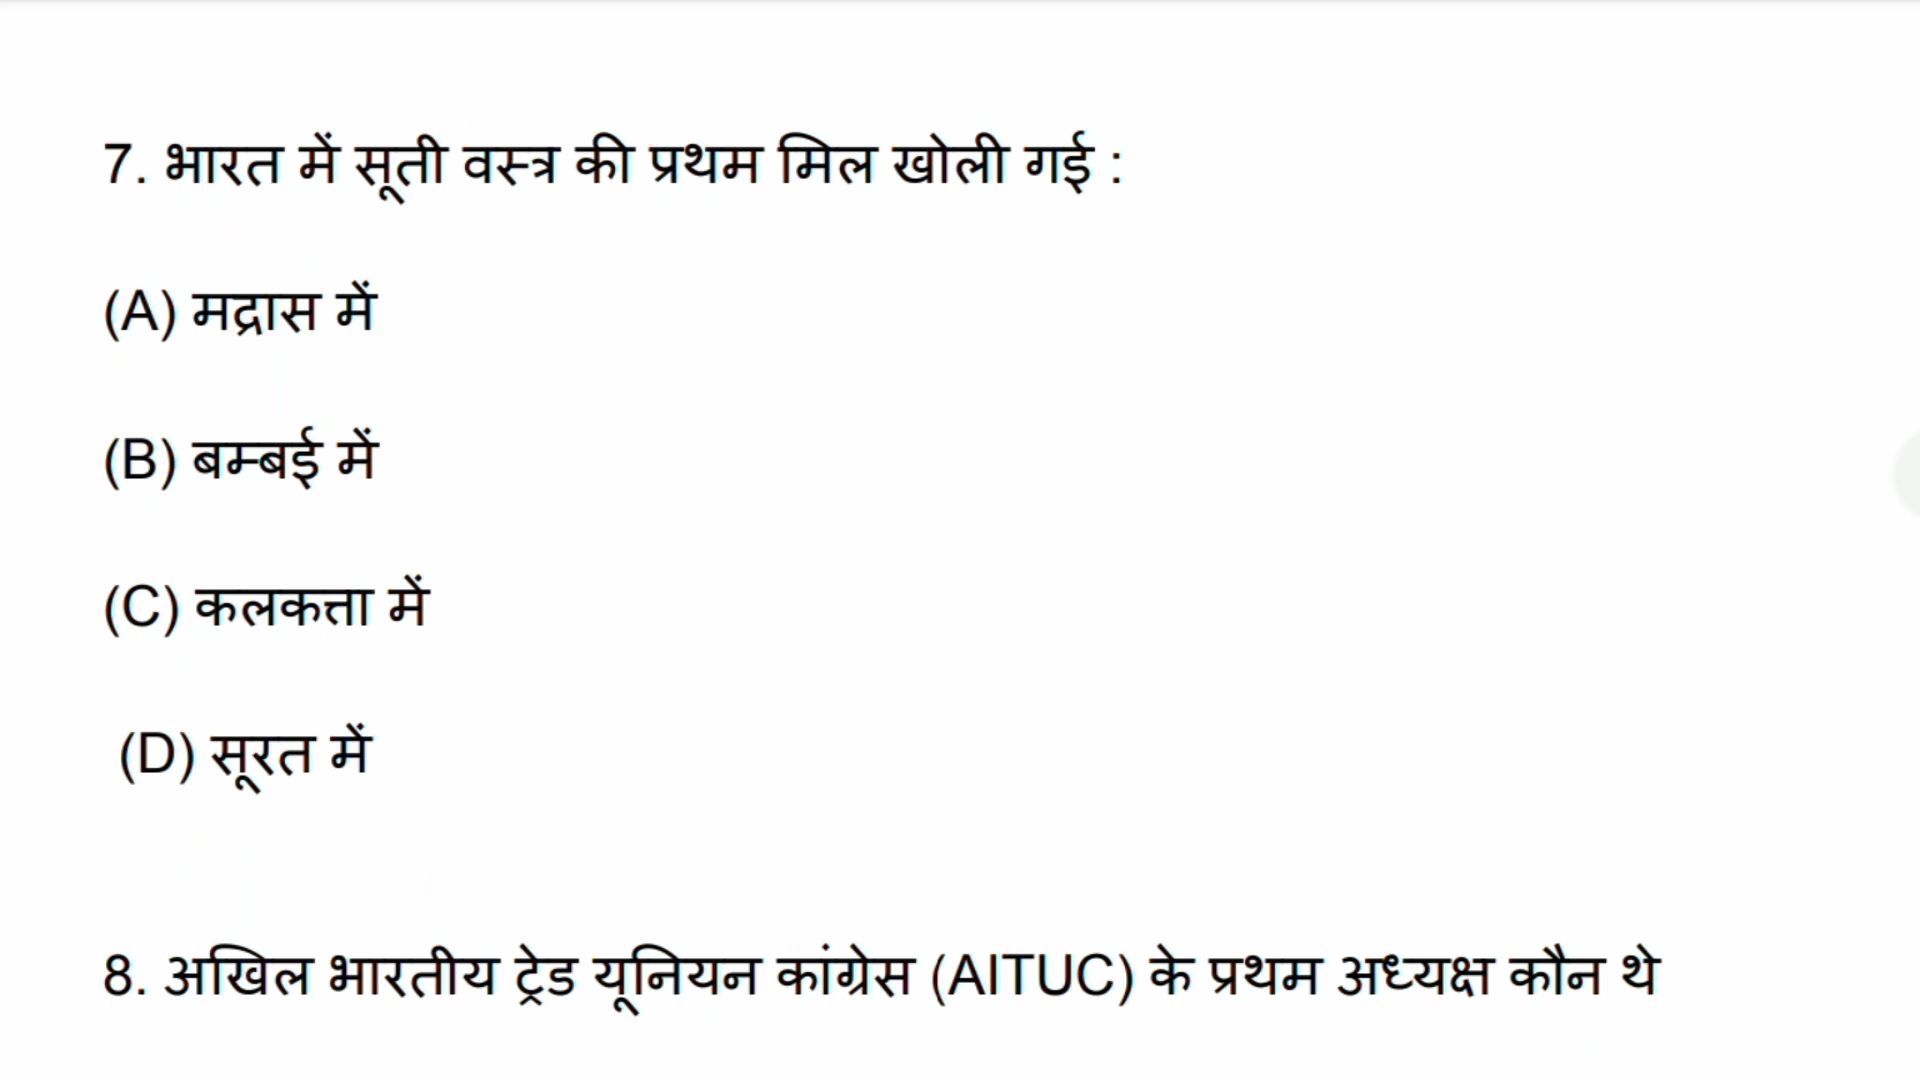 7. भारत में सूती वस्त्र की प्रथम मिल खोली गई :
(A) मद्रास में
(B) बम्बई में
(C) कलकत्ता में
(D) सूरत में
8. अखिल भारतीय ट्रेड यूनियन कांग्रेस (AITUC) के प्रथम अध्यक्ष कौन थे